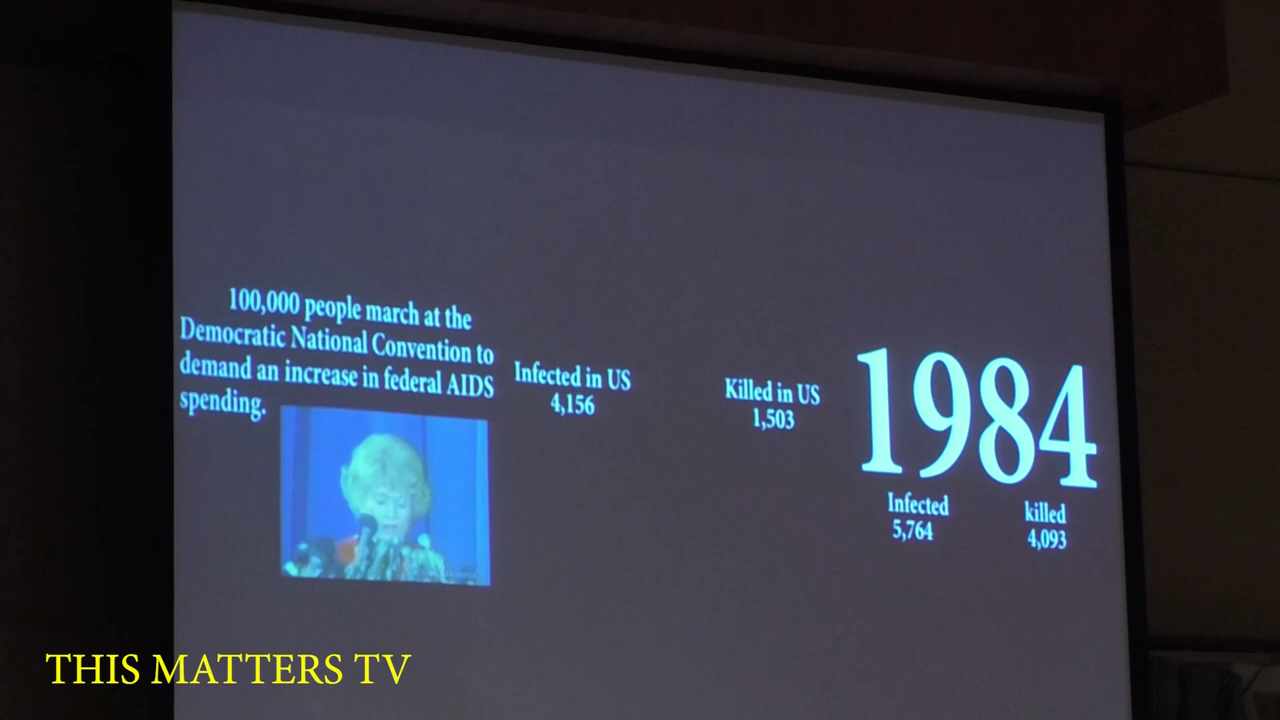 100,000 people march at the
Democratic National Convention to
demand an increase in federal AIDS
spending.
Infected in US
4,156
Killed in US
1,503
1984
Infected
5,764
killed
4,093
THIS MATTERS TV